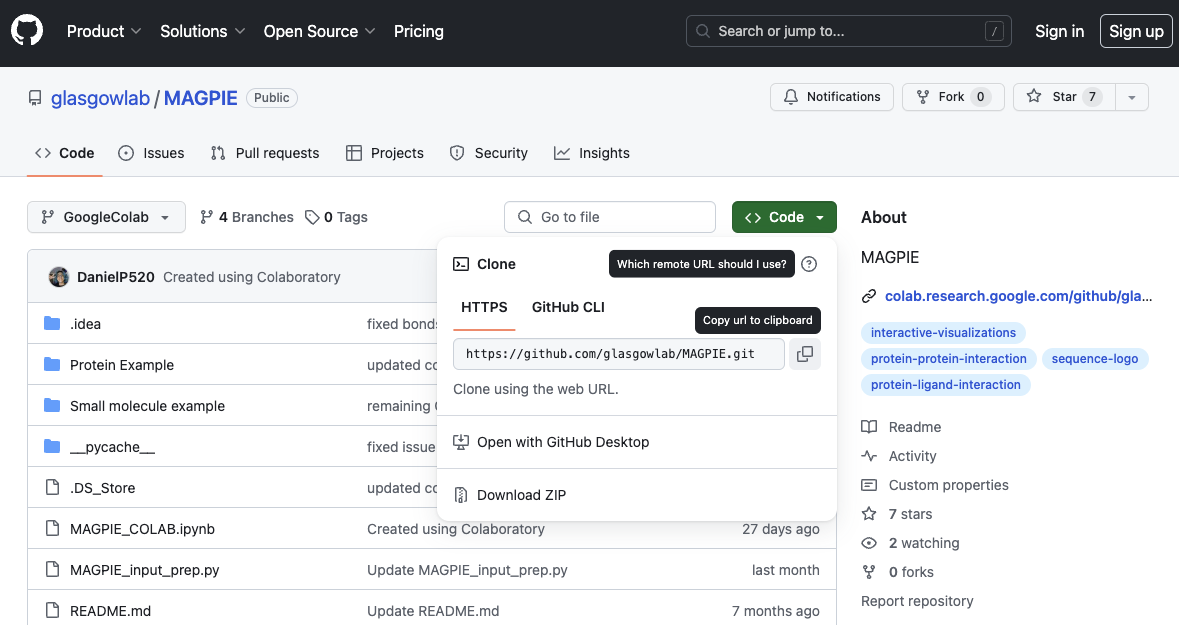 Product Solutions Open Source Pricing Search or jump to... / Sign in Sign up
glasgowlab / MAGPIE Public Notifications Fork 0 Star 7
Code Issues Pull requests Projects Security Insights
GoogleColab 4 Branches 0 Tags Go to file Code
DanielP520 Created using Colaboratory
.idea fixed bonds
Protein Example updated co
Small molecule example remaining
__pycache__ fixed issue
.DS_Store updated co
MAGPIE_COLAB.ipynb Created using Colaboratory 27 days ago
MAGPIE_input_prep.py Update MAGPIE_input_prep.py last month
README.md Update README.md 7 months ago
Clone Which remote URL should I use?
HTTPS GitHub CLI
Copy url to clipboard
https://github.com/glasgowlab/MAGPIE.git
Clone using the web URL.
Open with GitHub Desktop
Download ZIP
About
MAGPIE
colab.research.google.com/github/gla...
interactive-visualizations
protein-protein-interaction sequence-logo
protein-ligand-interaction
Readme
Activity
Custom properties
7 stars
2 watching
0 forks
Report repository